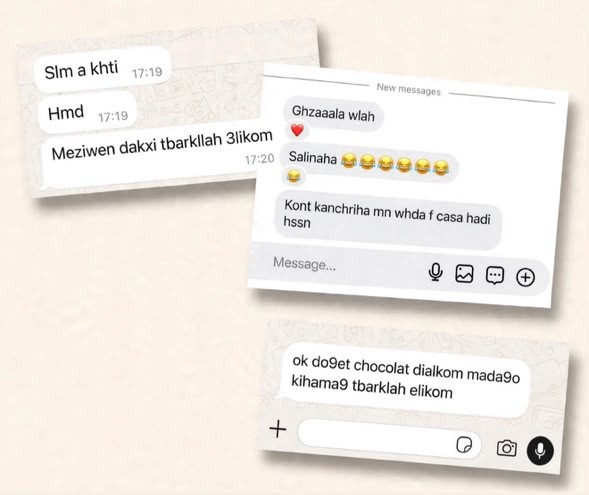 Slm a khti 17:19
Hmd 17:19
Meziwen dakxi tbarkllah 3likom
17:20
New messages
Ghzaaala wlah
❤️
Salinaha 😂😂😂😂😂😂
😂
Kont kanchriha mn whda f casa hadi
hssn
Message...
ok do9et chocolat dialkom mada9o
kihama9 tbarklah elikom